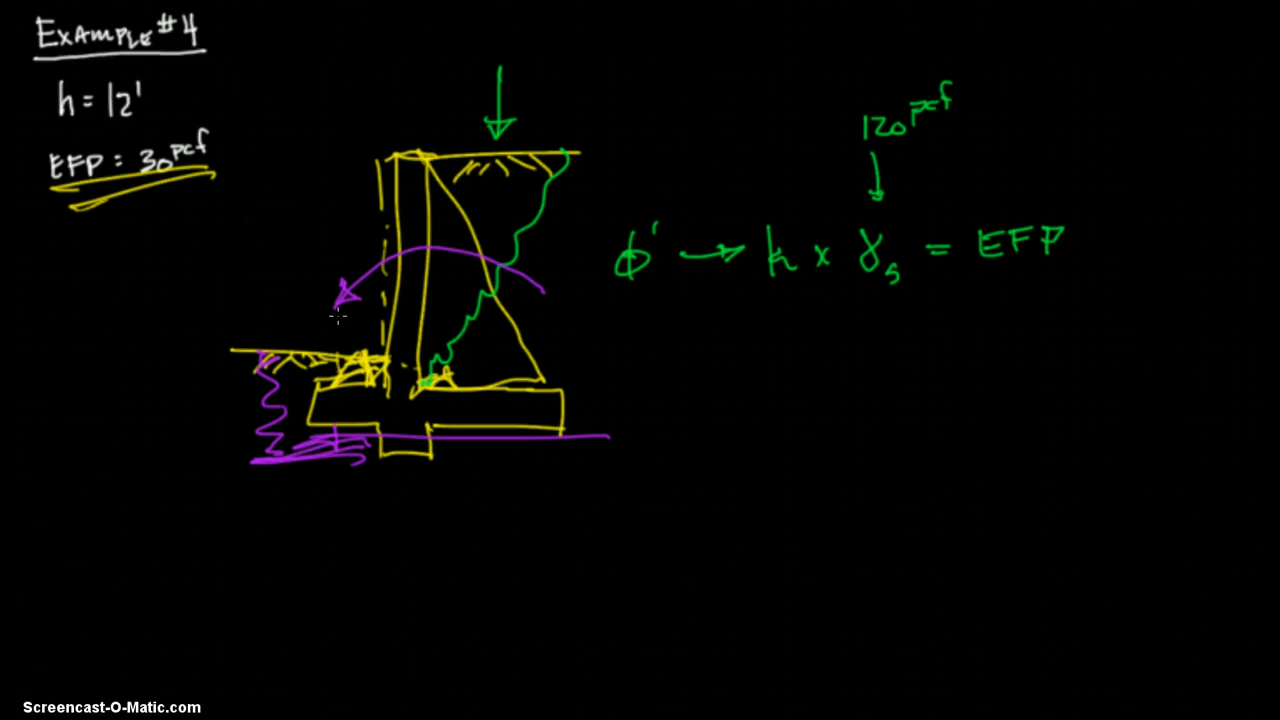 EXAMPLE #4
h = 12'
EFP = 30 pcf
120 pcf
ϕ' → k x γs = EFP
Screencast-O-Matic.com